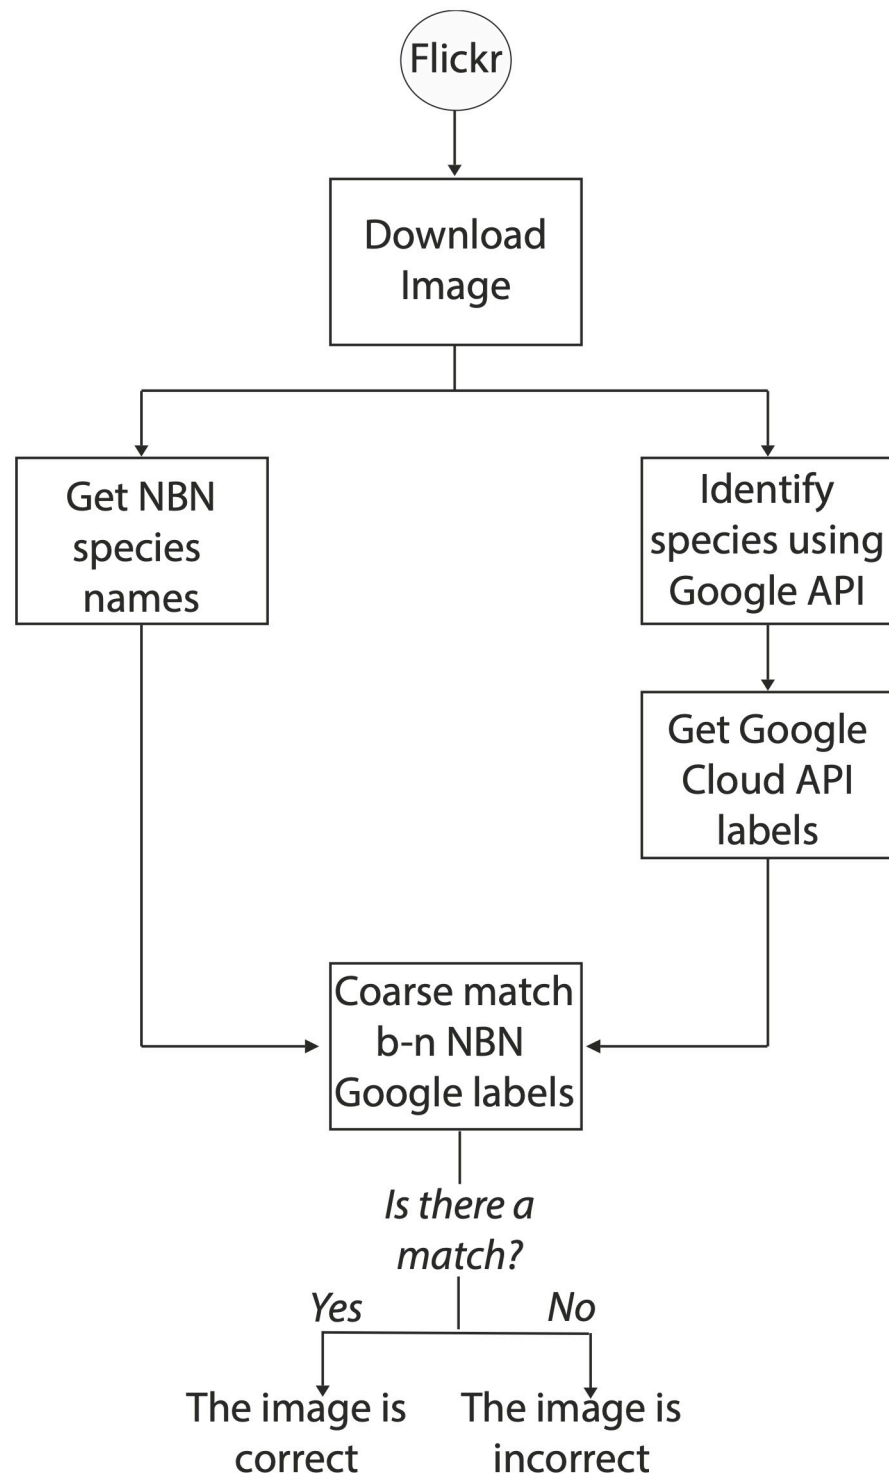 Flickr
Download
Image
Get NBN
species
names
Identify
species using
Google API
Get Google
Cloud API
labels
Coarse match
b-n NBN
Google labels
Is there a
match?
Yes
No
The image is
correct
The image is
incorrect